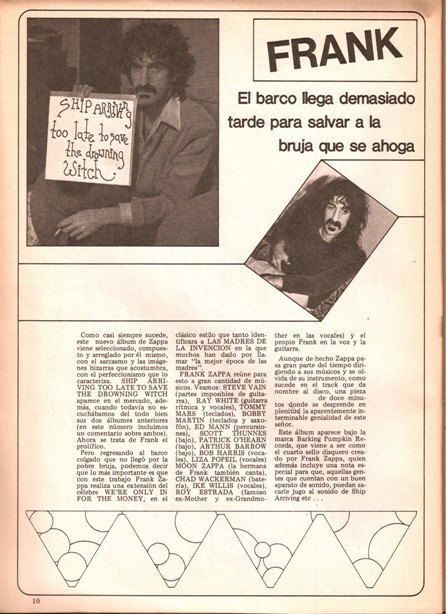 FRANK
SHIP ARRIVING
too late to save
the drowning
Witch
El barco llega demasiado
tarde para salvar a la
bruja que se ahoga
Como casi siempre sucede,
este nuevo álbum de Zappa
viene seleccionado, compues-
to y arreglado por él mismo,
con el sarcasmo y las imáge-
nes bizarras que acostumbra,
con el perfeccionamiento que lo
caracteriza. SHIP ARRI-
VING TOO LATE TO SAVE
THE DROWNING WITCH
aparece en el mercado, ade-
más, cuando todavía no es-
cuchábamos del todo bien
sus dos álbumes anteriores
(en este número incluimos
un comentario sobre ambos).
Ahora se trata de Frank el
prolífico.
Pero regresando al barco
colgado que no llegó por la
pobre bruja, podemos decir
que lo más importante es que
con este trabajo Frank Za-
ppa realiza una extensión del
célebre WE'RE ONLY IN
FOR THE MONEY, en el
clásico estilo que tanto iden-
tificara a LAS MADRES DE
LA INVENCION en la que
muchos han dado por lla-
mar "la mejor época de las
madres".
FRANK ZAPPA reúne para
esto a gran cantidad de mú-
sicos. Veamos: STEVE VAIN
(partes imposibles de guita-
rra), RAY WHITE (guitarra
rítmica y vocales), TOMMY
MARS (teclados), BOBBY
MARTIN (teclados y saxo-
fón), ED MANN (percusio-
nes), SCOTT THUNNES
(bajo), PATRICK O'HEARN
(bajo), ARTHUR BARROW
(bajo), BOB HARRIS (voca-
les), LIZA POPEIL (vocales)
MOON ZAPPA (la hermana
de Frank también canta),
CHAD WACKERMAN (bate-
ría), IKE WILLIS (vocales),
ROY ESTRADA (famoso
ex-Mother y ex-Grandmo-
ther en las vocales) y el
propio Frank en la voz y la
guitarra.
Aunque de hecho Zappa pa-
sa gran parte del tiempo diri-
giendo a sus músicos y se ol-
vida de su instrumento, como
sucede en el track que da
nombre al disco, una pieza
de doce minu-
tos donde se desprende en
plenitud la aparentemente in-
terminable genialidad de este
señor.
Este álbum aparece bajo la
marca Barking Pumpkin Re-
cords, que viene a ser como
el cuarto sello disquero crea-
do por Frank Zappa, quien
además incluye una nota es-
pecial para que, aquellas gen-
tes que cuentan con un buen
aparato de sonido, puedan sa-
carle jugo al sonido de Ship
Arriving etc . . .
10